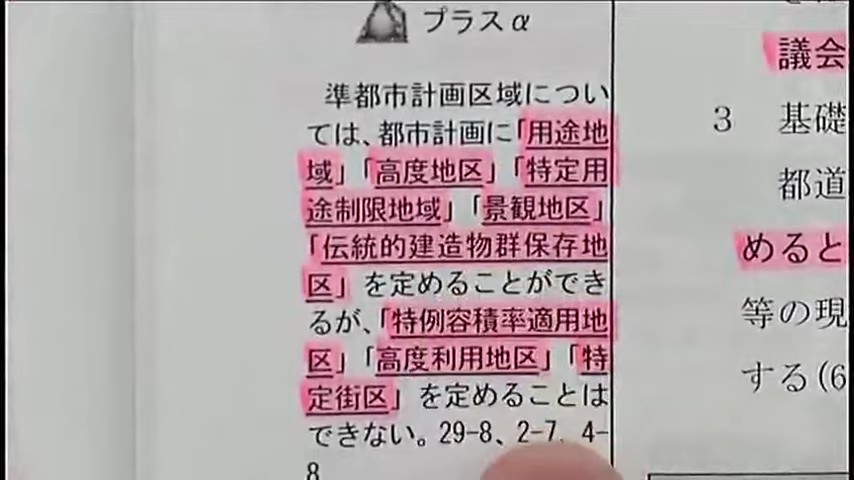 プラスα
準都市計画区域につい
ては、都市計画に「用途地
域」「高度地区」「特定用
途制限地域」「景観地区」
「伝統的建造物群保存地
区」を定めることができ
るが、「特例容積率適用地
区」「高度利用地区」「特
定街区」を定めることは
できない。29-8、2-7、4-
8
議会
3 基礎
都道
めると
等の現
する(6